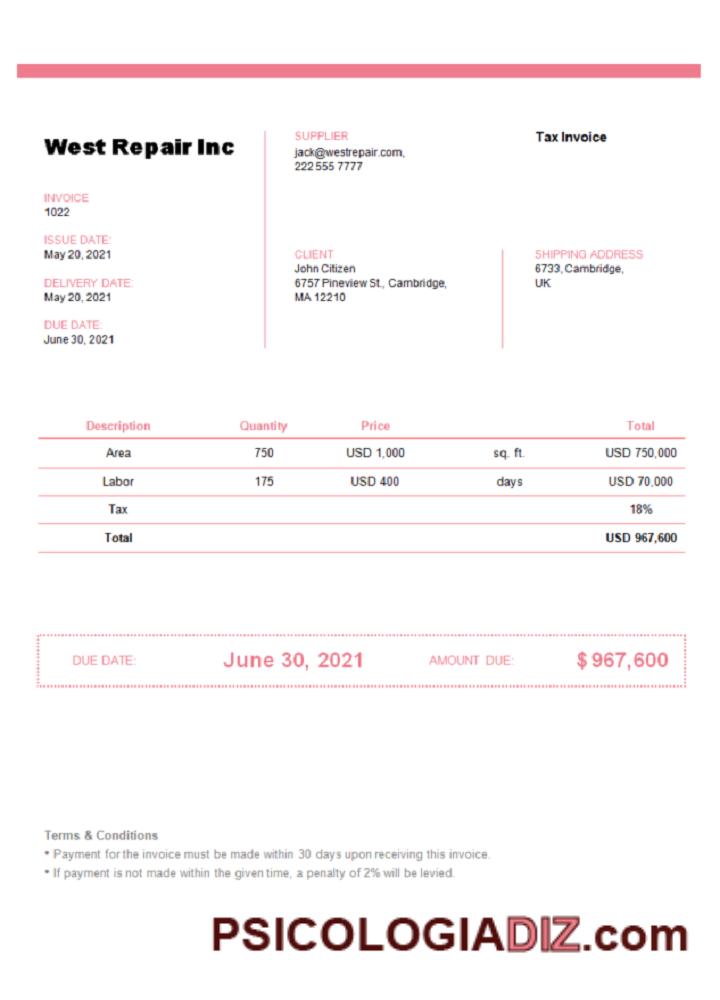 West Repair Inc
SUPPLIER
jack@westrepair.com,
222 555 7777
Tax Invoice
INVOICE
1022
ISSUE DATE:
May 20, 2021
DELIVERY DATE:
May 20, 2021
DUE DATE:
June 30, 2021
CLIENT
John Citizen
6757 Pineview St., Cambridge,
MA 12210
SHIPPING ADDRESS
6733, Cambridge,
UK
Description Quantity Price Total
Area 750 USD 1,000 sq. ft. USD 750,000
Labor 175 USD 400 days USD 70,000
Tax 18%
Total USD 967,600
DUE DATE: June 30, 2021 AMOUNT DUE: $ 967,600
Terms & Conditions
* Payment for the invoice must be made within 30 days upon receiving this invoice.
* If payment is not made within the given time, a penalty of 2% will be levied.
PSICOLOGIADIZ.com